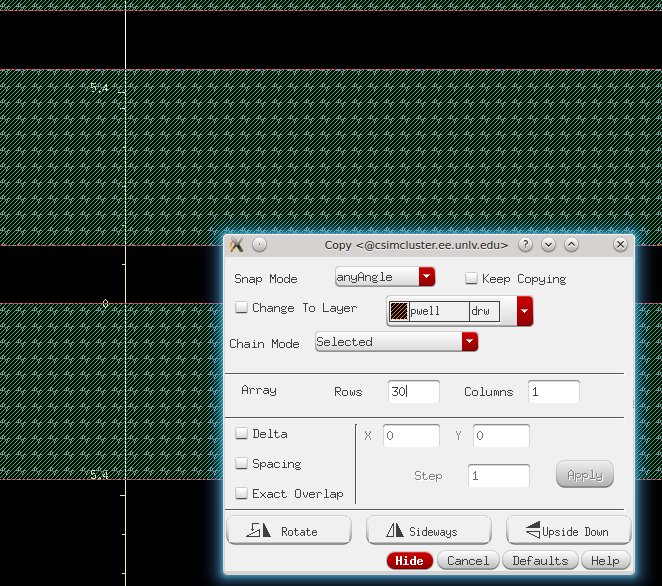 5.4
Copy <@csimcluster.ee.unlv.edu>
Snap Mode anyAngle Keep Copying
0
Change To Layer pwell drw
Chain Mode Selected
Array Rows 30 Columns 1
Delta X 0 Y 0
Spacing
5.4
Step 1 Apply
Exact Overlap
Rotate Sideways Upside Down
Hide Cancel Defaults Help